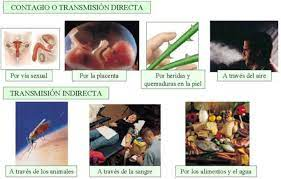 CONTAGIO O TRANSMISIÓN DIRECTA
Por vía sexual
Por la placenta
Por heridas y
quemaduras en la piel
A través del aire
TRANSMISIÓN INDIRECTA
A través de los animales
A través de la sangre
Por los alimentos y el agua